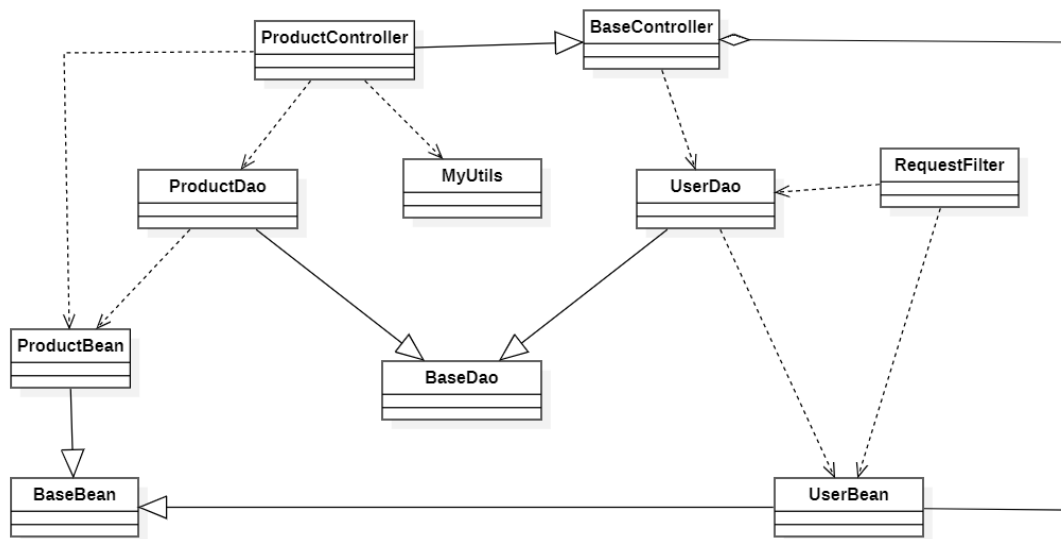 ProductController
BaseController
ProductDao
MyUtils
UserDao
RequestFilter
ProductBean
BaseDao
BaseBean
UserBean